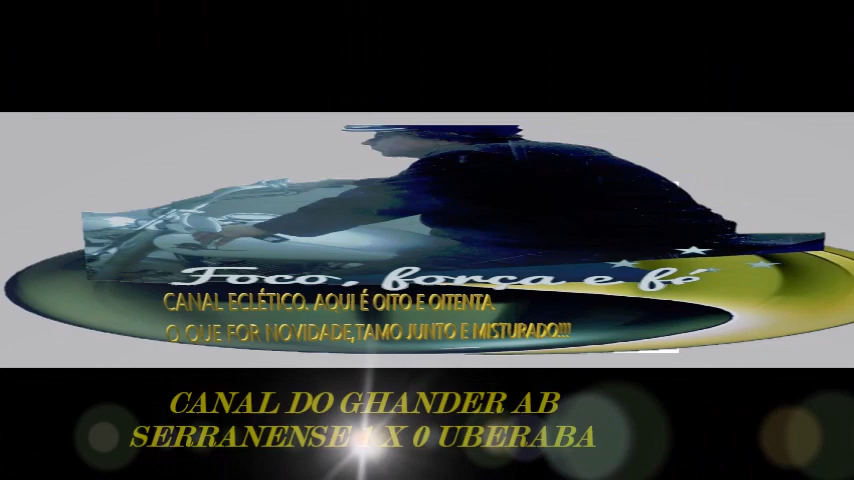 Foco, força e fé
CANAL ECLÉTICO. AQUI É OITO E OITENTA.
O QUE FOR NOVIDADE,TAMO JUNTO E MISTURADO!!!!
CANAL DO GHANDER AB
SERRANENSE 1 X 0 UBERABA